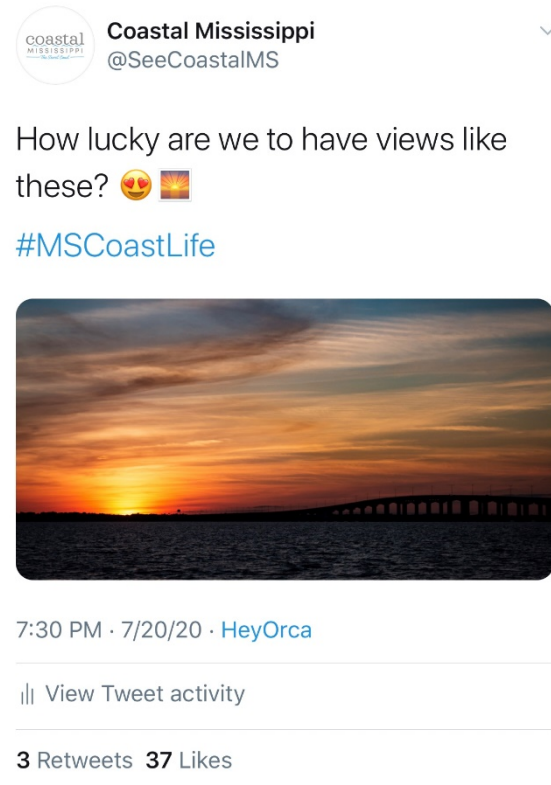 coastal
MISSISSIPPI
Coastal Mississippi
@SeeCoastalMS
How lucky are we to have views like
these? 😍 🌅
#MSCoastLife
7:30 PM · 7/20/20 · HeyOrca
View Tweet activity
3 Retweets 37 Likes